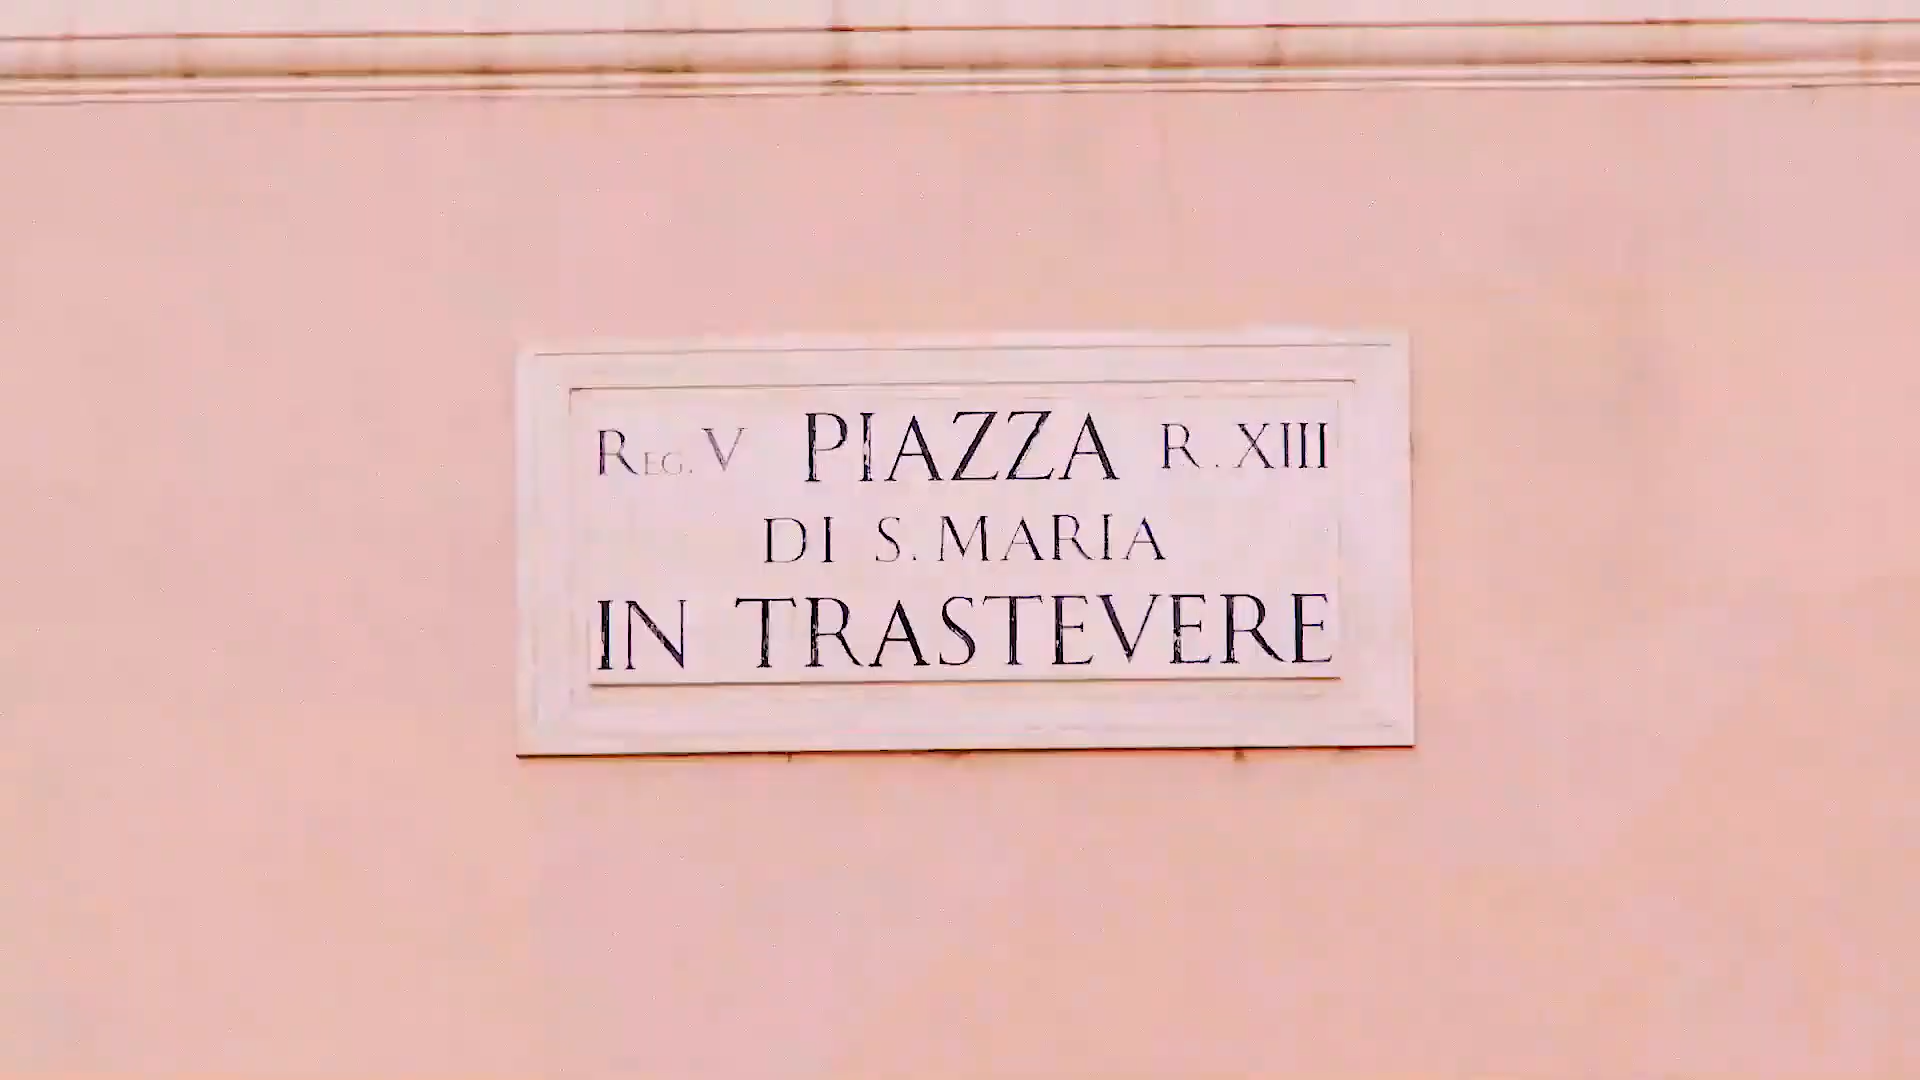 REG. V PIAZZA R. XIII
DI S. MARIA
IN TRASTEVERE